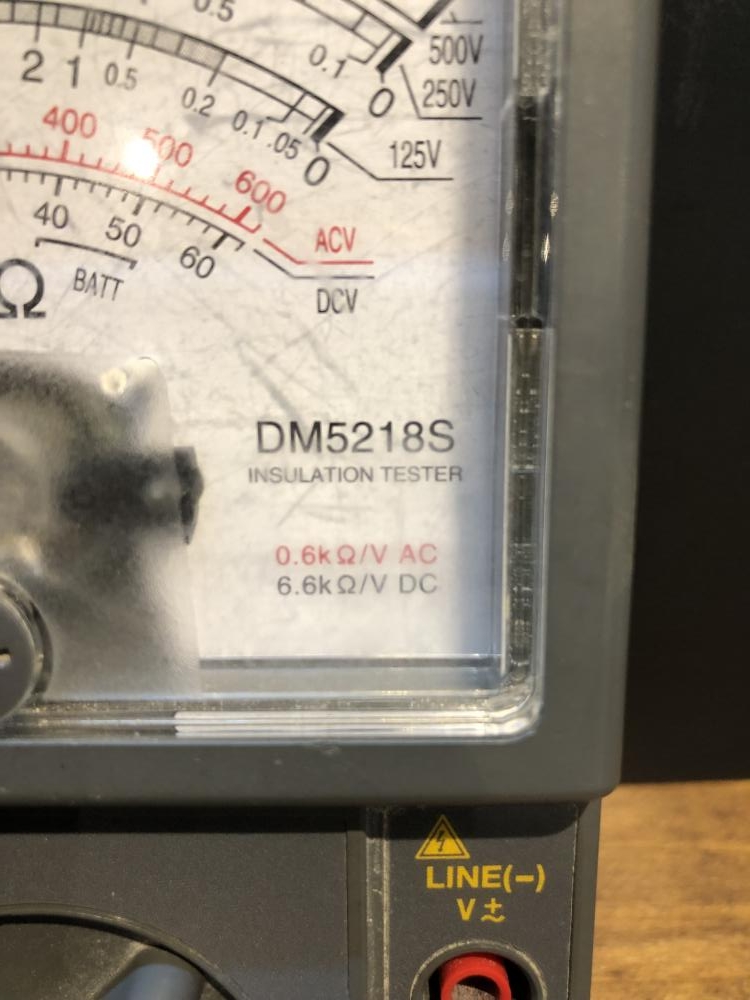 0.5
500V
0.1
0
250V
2 1 0.5 0.2 0.1 .05 0
125V
400 500 600
ACV
40 50 60
DCV
Ω
BATT
DM5218S
INSULATION TESTER
0.6kΩ/V AC
6.6kΩ/V DC
LINE(−)
V